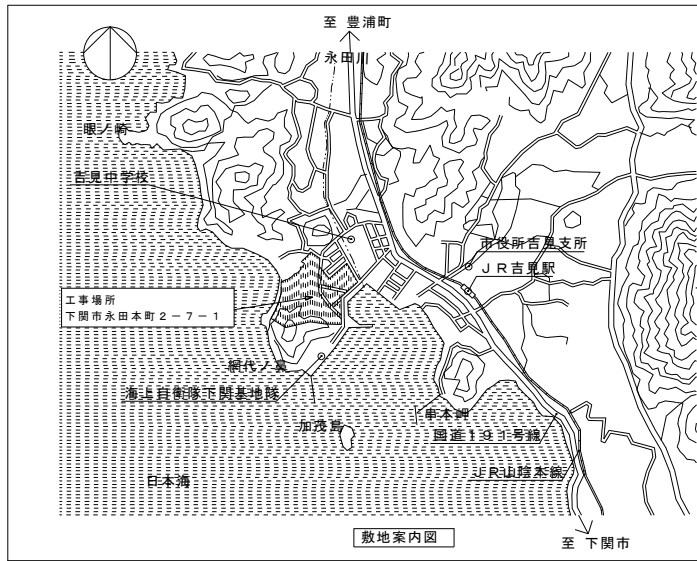 至 豊浦町
永田川
眼ノ崎
吉見中学校
市役所吉見支所
ＪＲ吉見駅
工事場所
下関市永田本町２－７－１
網代ノ鼻
海上自衛隊下関基地隊
加茂島
串本岬
国道１９１号線
ＪＲ山陰本線
日本海
敷地案内図
至 下関市